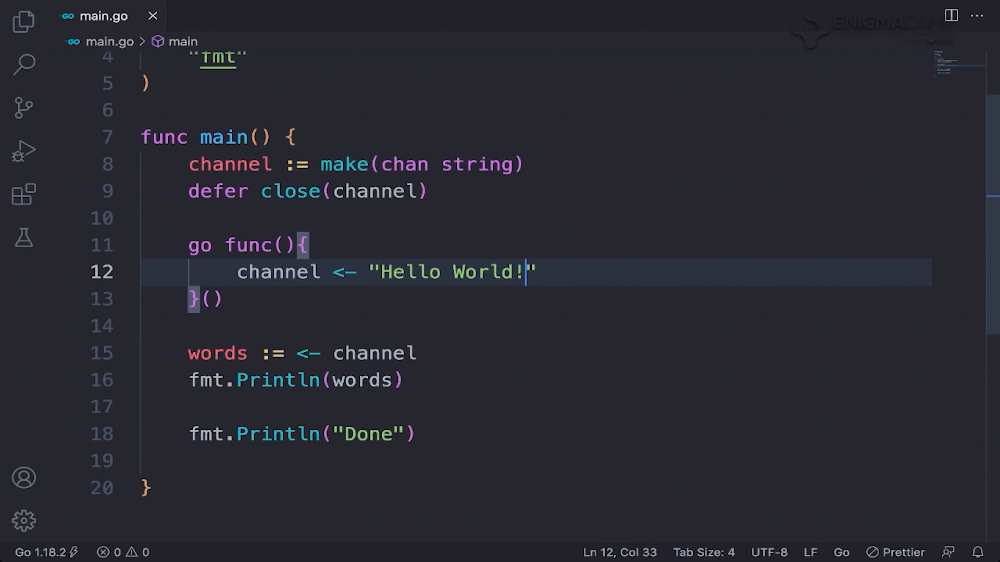 main.go
ENIGMACAMP
main.go > main
4 "fmt"
5 )
6
7 func main() {
8 channel := make(chan string)
9 defer close(channel)
10
11 go func(){
12 channel <- "Hello World!"
13 }()
14
15 words := <- channel
16 fmt.Println(words)
17
18 fmt.Println("Done")
19
20 }
Go 1.18.2 0 0 Ln 12, Col 33 Tab Size: 4 UTF-8 LF Go Prettier